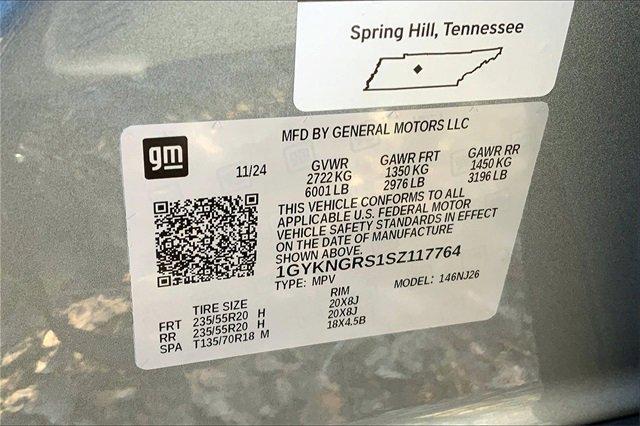 Spring Hill, Tennessee
MFD BY GENERAL MOTORS LLC
gm
11/24
GVWR GAWR FRT GAWR RR
2722 KG 1350 KG 1450 KG
6001 LB 2976 LB 3196 LB
THIS VEHICLE CONFORMS TO ALL
APPLICABLE U.S. FEDERAL MOTOR
VEHICLE SAFETY STANDARDS IN EFFECT
ON THE DATE OF MANUFACTURE
SHOWN ABOVE.
1GYKNGRS1SZ117764
TYPE: MPV MODEL: 146NJ26
TIRE SIZE RIM
FRT 235/55R20 H 20X8J
RR 235/55R20 H 20X8J
SPA T135/70R18 M 18X4.5B